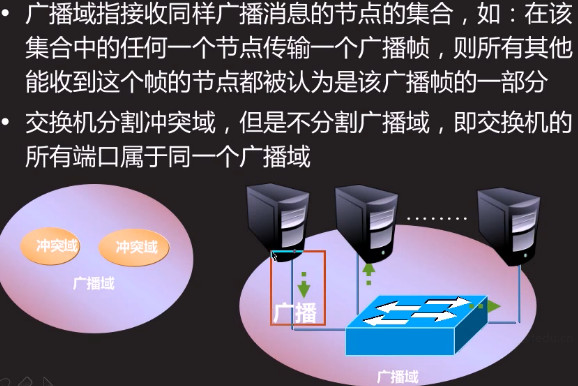 • 广播域指接收同样广播消息的节点的集合，如：在该
集合中的任何一个节点传输一个广播帧，则所有其他
能收到这个帧的节点都被认为是该广播帧的一部分
• 交换机分割冲突域，但是不分割广播域，即交换机的
所有端口属于同一个广播域
冲突域
冲突域
广播域
········
广播
广播域